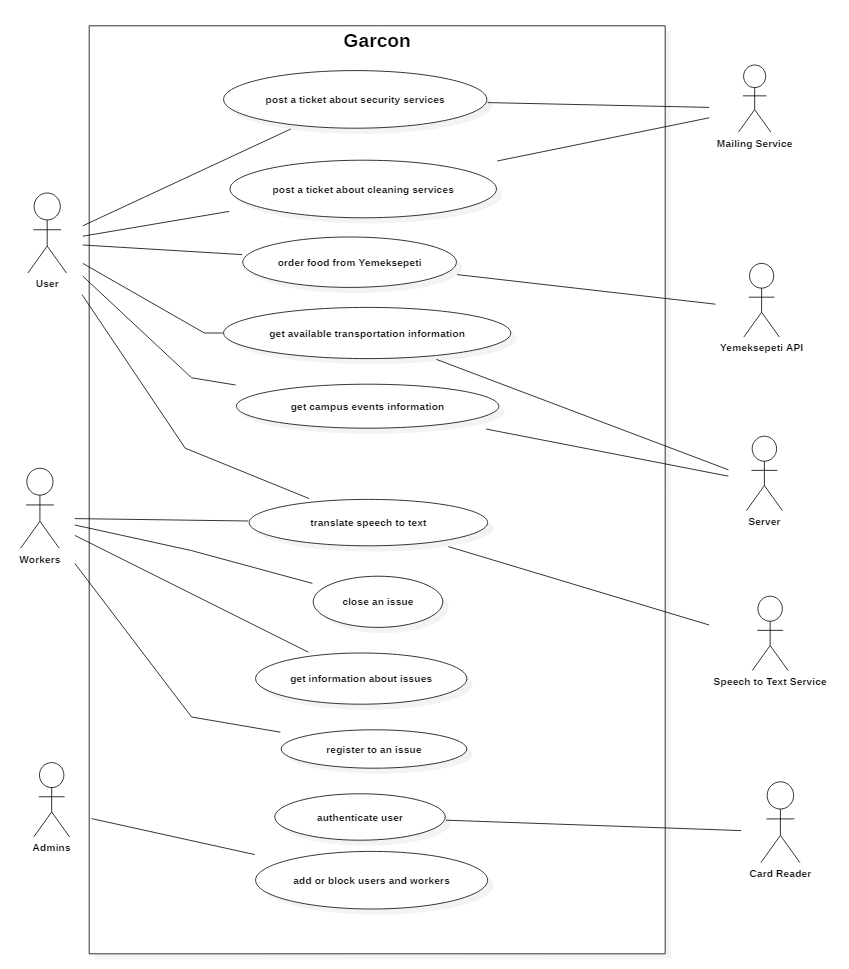 Garcon
post a ticket about security services
Mailing Service
post a ticket about cleaning services
User
order food from Yemeksepeti
get available transportation information
Yemeksepeti API
get campus events information
Server
translate speech to text
Workers
close an issue
get information about issues
Speech to Text Service
register to an issue
authenticate user
Admins
add or block users and workers
Card Reader